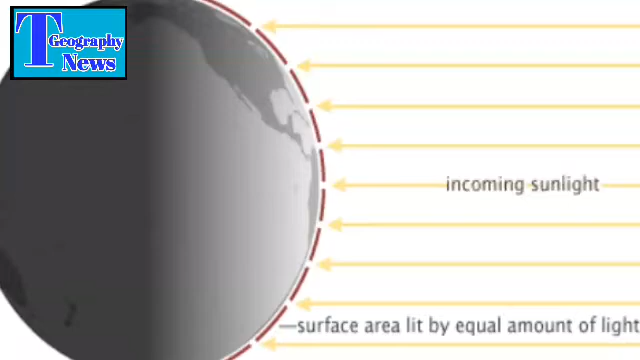 T Geography
News
incoming sunlight
surface area lit by equal amount of light